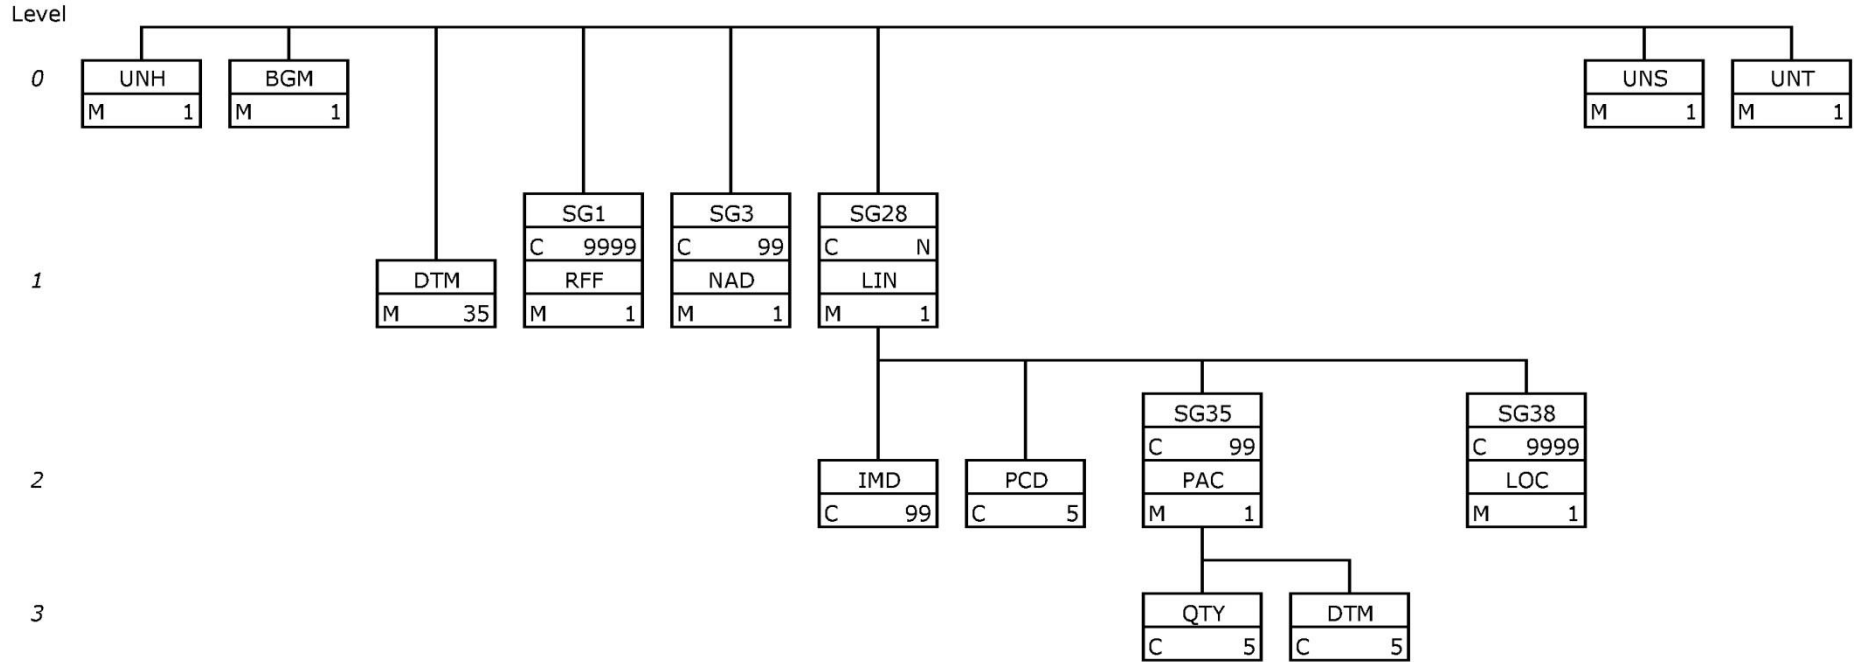 Level
0 UNH BGM UNS UNT
M 1 M 1 M 1 M 1
SG1 SG3 SG28
C 9999 C 99 C N
1 DTM RFF NAD LIN
M 35 M 1 M 1 M 1
SG35 SG38
C 99 C 9999
2 IMD PCD PAC LOC
C 99 C 5 M 1 M 1
3 QTY DTM
C 5 C 5